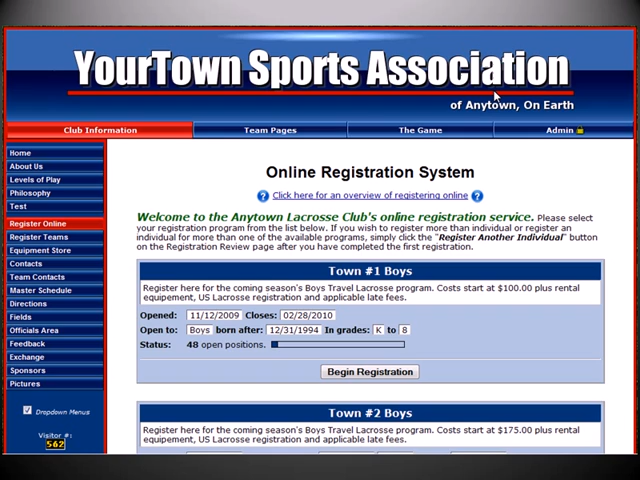 YourTown Sports Association
of Anytown, On Earth
Club Information
Team Pages
The Game
Admin
Home
About Us
Levels of Play
Philosophy
Test
Register Online
Register Teams
Equipment Store
Contacts
Team Contacts
Master Schedule
Directions
Fields
Officials Area
Feedback
Exchange
Sponsors
Pictures
Dropdown Menus
Visitor #:
562
Online Registration System
? Click here for an overview of registering online ?
Welcome to the Anytown Lacrosse Club's online registration service. Please select
your registration program from the list below. If you wish to register more than individual or register an
individual for more than one of the available programs, simply click the "Register Another Individual" button
on the Registration Review page after you have completed the first registration.
Town #1 Boys
Register here for the coming season's Boys Travel Lacrosse program. Costs start at $100.00 plus rental
equipement, US Lacrosse registration and applicable late fees.
Opened: 11/12/2009 Closes: 02/28/2010
Open to: Boys born after: 12/31/1994 In grades: K to 8
Status: 48 open positions.
Begin Registration
Town #2 Boys
Register here for the coming season's Boys Travel Lacrosse program. Costs start at $175.00 plus rental
equipement, US Lacrosse registration and applicable late fees.